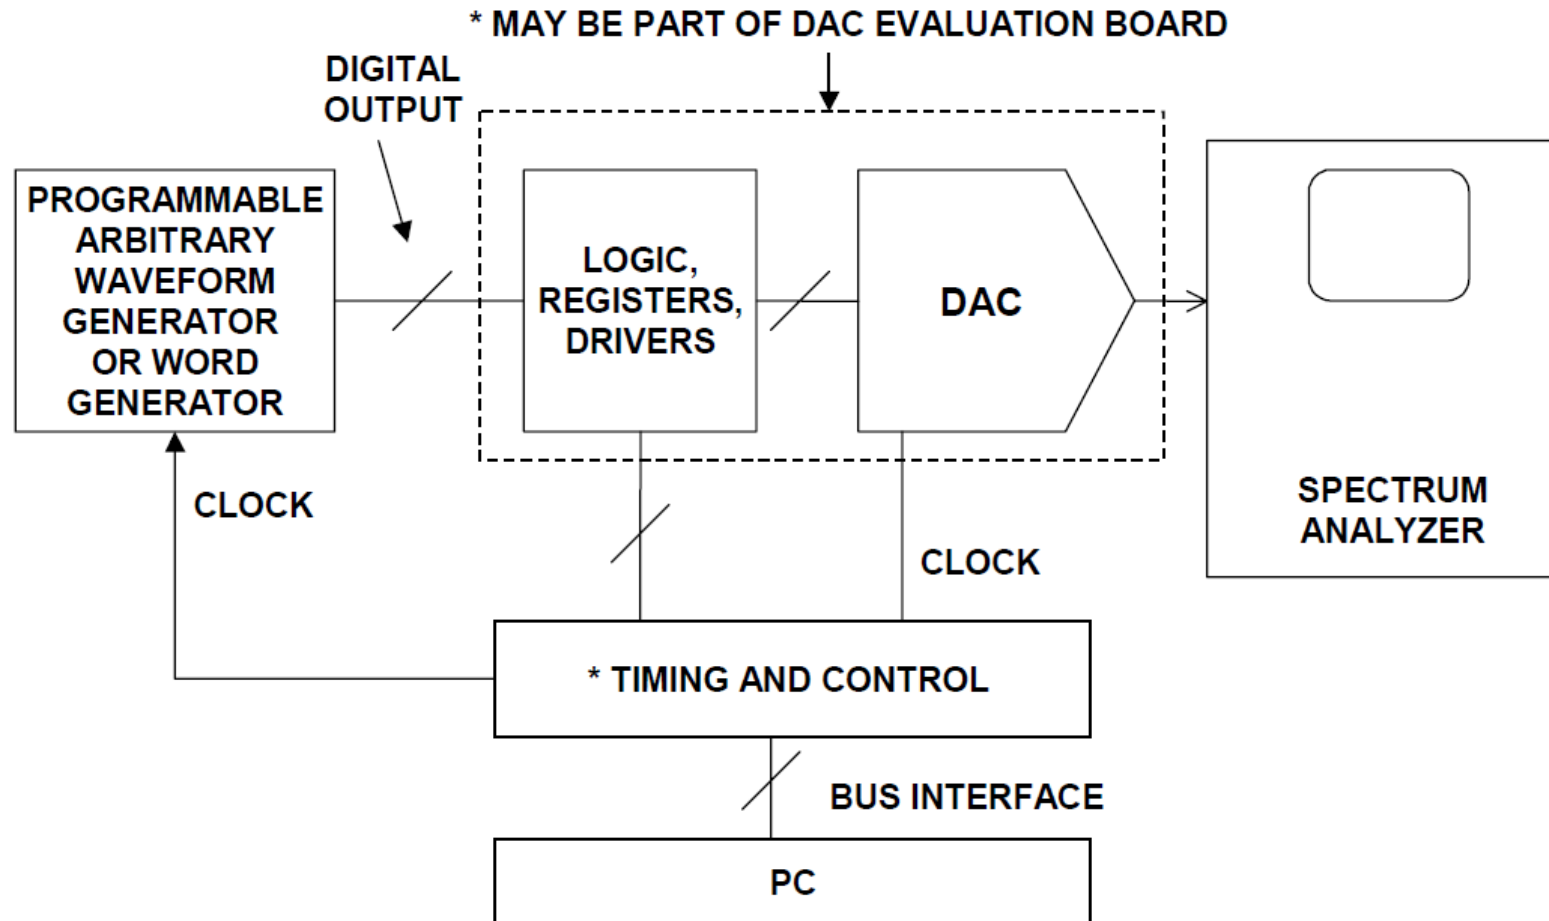 * MAY BE PART OF DAC EVALUATION BOARD
DIGITAL
OUTPUT
PROGRAMMABLE
ARBITRARY
WAVEFORM
GENERATOR
OR WORD
GENERATOR
LOGIC,
REGISTERS,
DRIVERS
DAC
SPECTRUM
ANALYZER
CLOCK
CLOCK
* TIMING AND CONTROL
BUS INTERFACE
PC